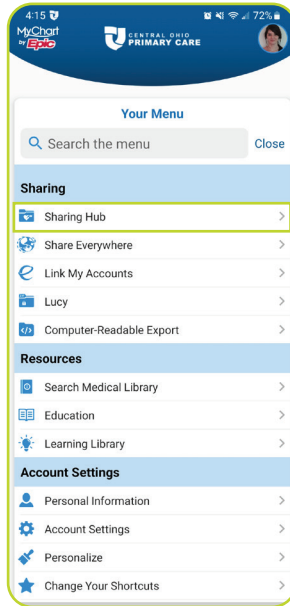 4:15
72%
MyChart
by Epic
CENTRAL OHIO
PRIMARY CARE
Your Menu
Search the menu
Close
Sharing
Sharing Hub
Share Everywhere
Link My Accounts
Lucy
Computer-Readable Export
Resources
Search Medical Library
Education
Learning Library
Account Settings
Personal Information
Account Settings
Personalize
Change Your Shortcuts